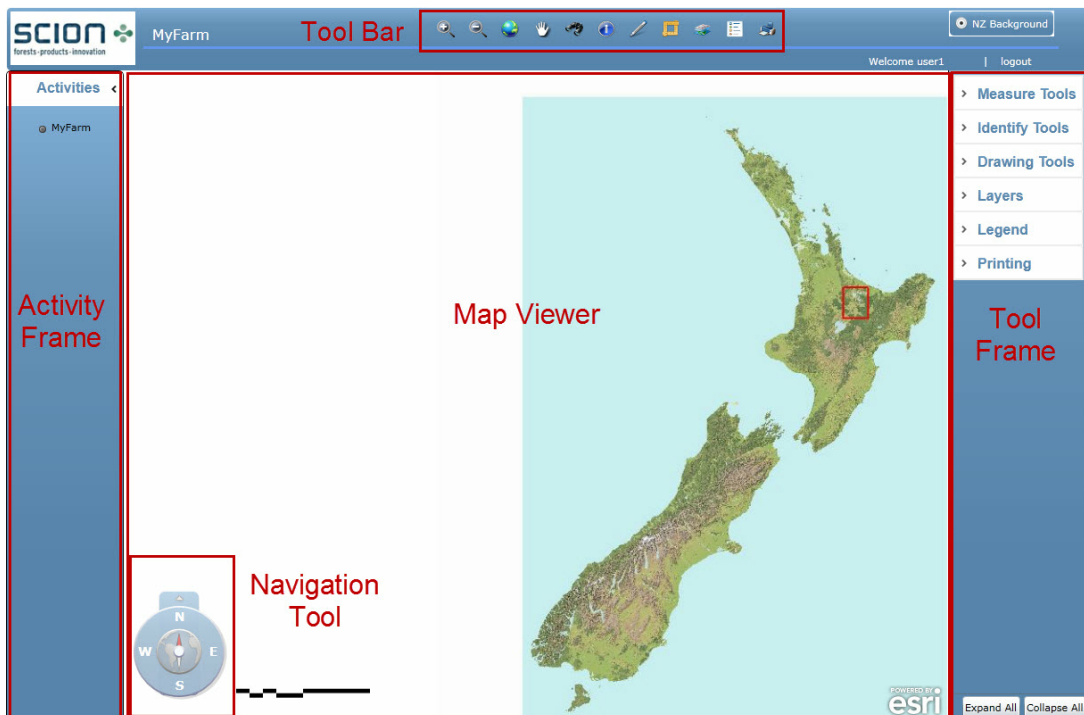 SCION
forests·products·innovation
MyFarm
Tool Bar
NZ Background
Welcome user1 | logout
Activities ‹
MyFarm
Activity
Frame
Map Viewer
Measure Tools
Identify Tools
Drawing Tools
Layers
Legend
Printing
Tool
Frame
Navigation
Tool
N
W E
S
POWERED BY
esri
Expand All Collapse All